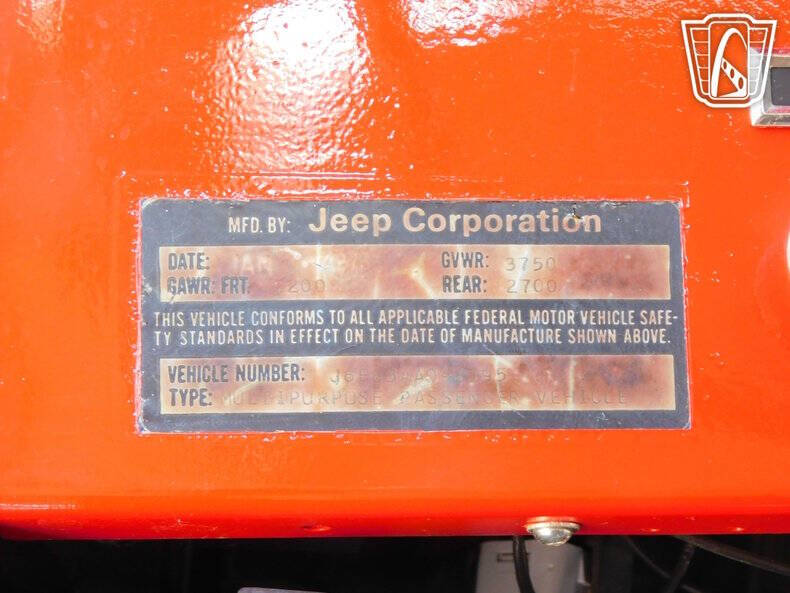 MFD. BY: Jeep Corporation
DATE:
GVWR: 3750
GAWR: FRT. 2200
REAR: 2700
THIS VEHICLE CONFORMS TO ALL APPLICABLE FEDERAL MOTOR VEHICLE SAFE-
TY STANDARDS IN EFFECT ON THE DATE OF MANUFACTURE SHOWN ABOVE.
VEHICLE NUMBER:
TYPE: MULTIPURPOSE PASSENGER VEHICLE